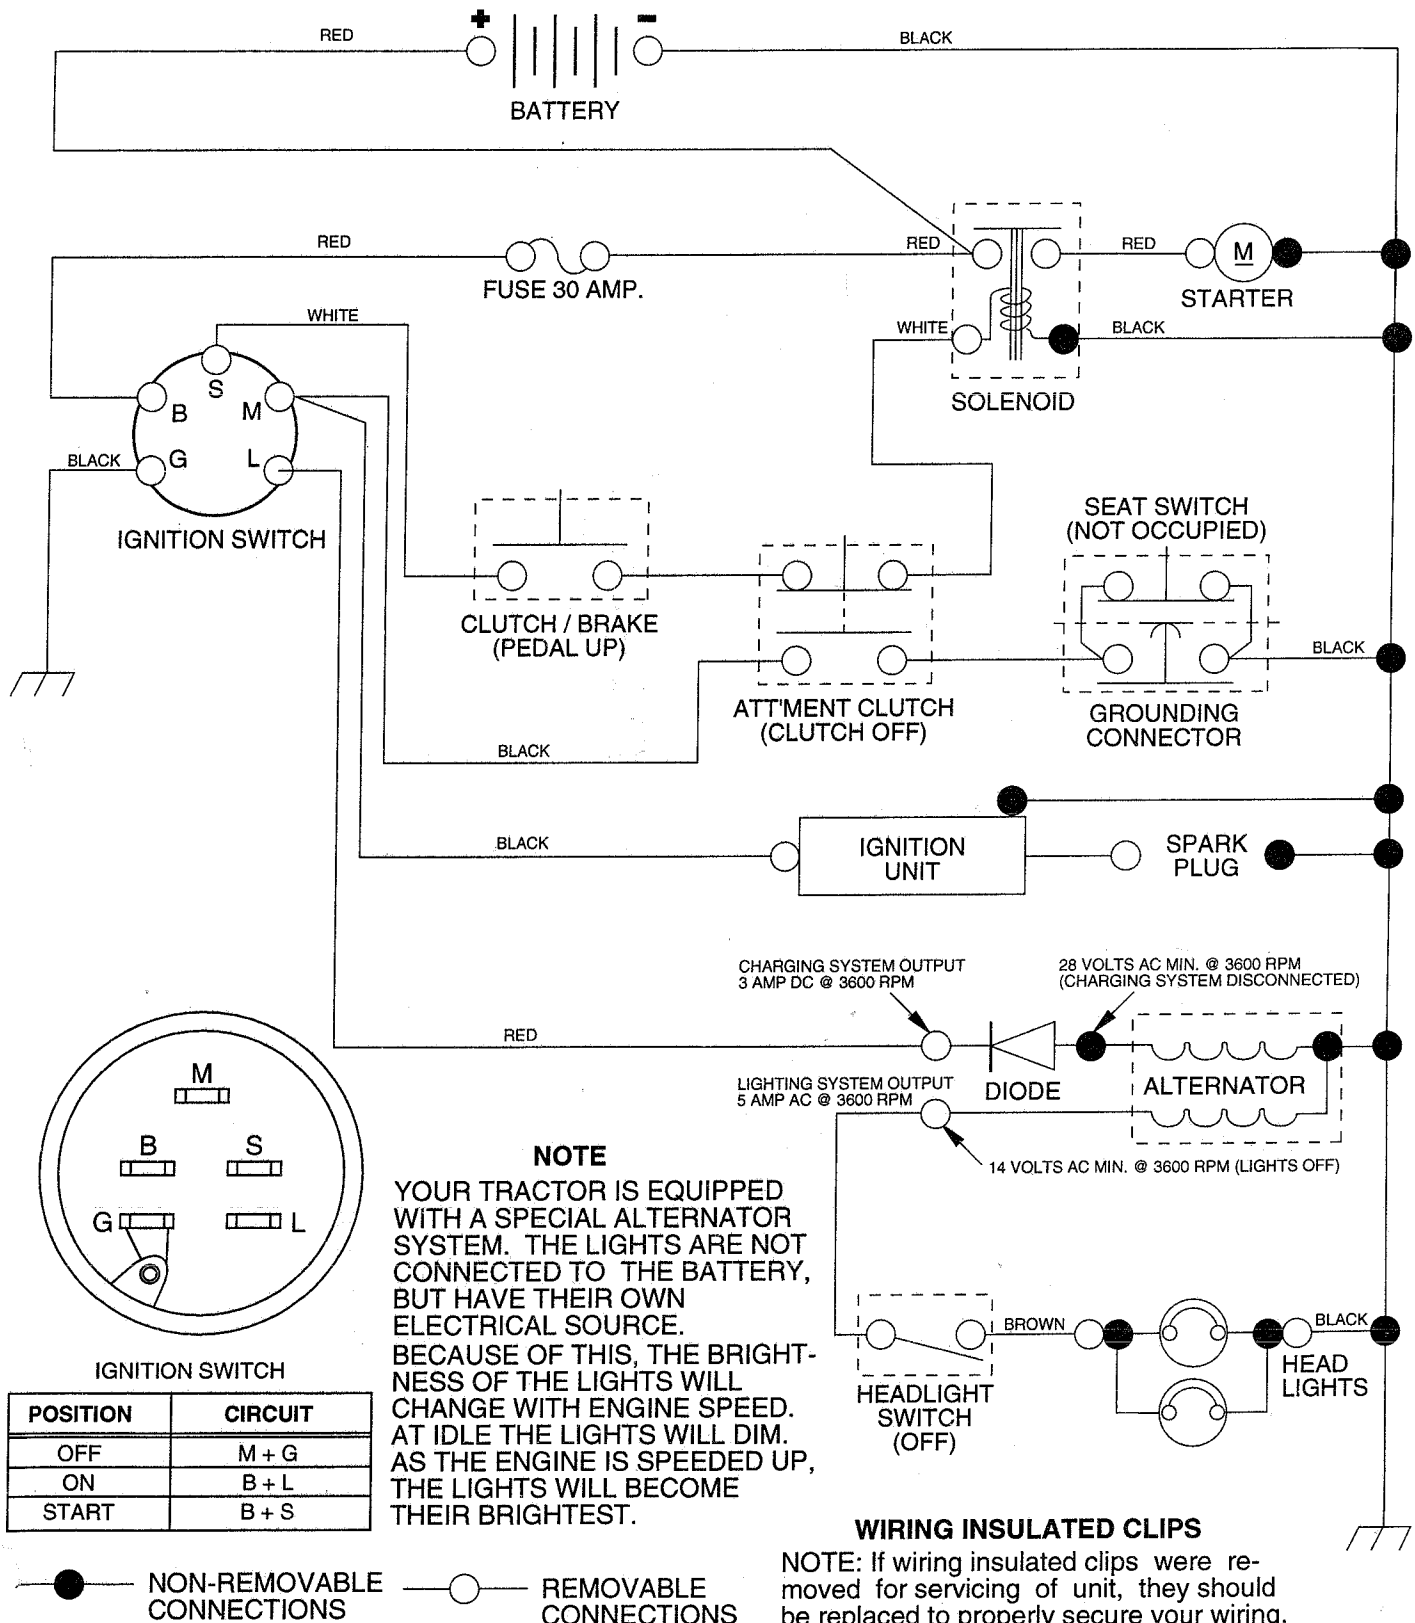 + -
RED
BLACK
BATTERY
RED
FUSE 30 AMP.
RED
RED
M
STARTER
WHITE
WHITE
BLACK
SOLENOID
S
B
M
G
L
BLACK
IGNITION SWITCH
CLUTCH / BRAKE
(PEDAL UP)
SEAT SWITCH
(NOT OCCUPIED)
BLACK
ATT'MENT CLUTCH
(CLUTCH OFF)
GROUNDING
CONNECTOR
BLACK
BLACK
IGNITION
UNIT
SPARK
PLUG
CHARGING SYSTEM OUTPUT
3 AMP DC @ 3600 RPM
28 VOLTS AC MIN. @ 3600 RPM
(CHARGING SYSTEM DISCONNECTED)
RED
DIODE
ALTERNATOR
LIGHTING SYSTEM OUTPUT
5 AMP AC @ 3600 RPM
14 VOLTS AC MIN. @ 3600 RPM (LIGHTS OFF)
M
B
S
G
L
IGNITION SWITCH
POSITION CIRCUIT
OFF M + G
ON B + L
START B + S
NOTE
YOUR TRACTOR IS EQUIPPED
WITH A SPECIAL ALTERNATOR
SYSTEM. THE LIGHTS ARE NOT
CONNECTED TO THE BATTERY,
BUT HAVE THEIR OWN
ELECTRICAL SOURCE.
BECAUSE OF THIS, THE BRIGHT-
NESS OF THE LIGHTS WILL
CHANGE WITH ENGINE SPEED.
AT IDLE THE LIGHTS WILL DIM.
AS THE ENGINE IS SPEEDED UP,
THE LIGHTS WILL BECOME
THEIR BRIGHTEST.
BROWN
BLACK
HEADLIGHT
SWITCH
(OFF)
HEAD
LIGHTS
NON-REMOVABLE
CONNECTIONS
REMOVABLE
CONNECTIONS
WIRING INSULATED CLIPS
NOTE: If wiring insulated clips were re-
moved for servicing of unit, they should
be replaced to properly secure your wiring.